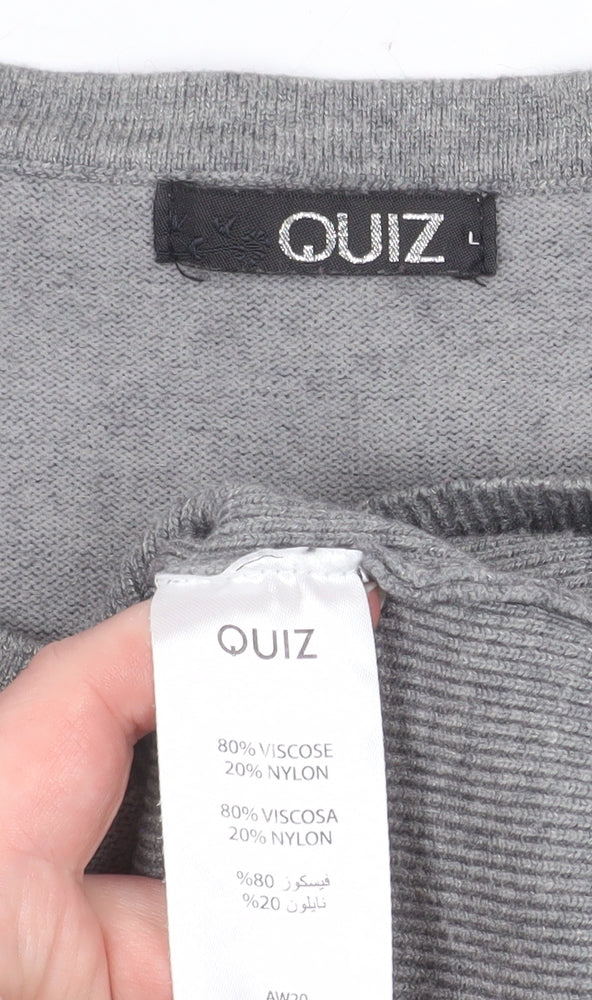 QUIZ L
QUIZ
80% VISCOSE
20% NYLON
80% VISCOSA
20% NYLON
فيسكوز 80%
نايلون 20%
AW20